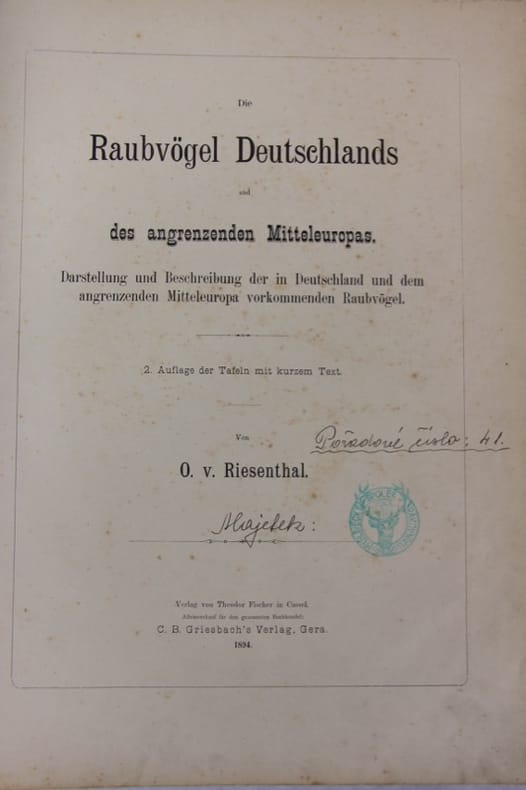 Die
Raubvögel Deutschlands
und
des angrenzenden Mitteleuropas.
Darstellung und Beschreibung der in Deutschland und dem
angrenzenden Mitteleuropa vorkommenden Raubvögel.
2. Auflage der Tafeln mit kurzem Text.
Von
Pořadové číslo: 41.
O. v. Riesenthal.
Majetek:
Verlag von Theodor Fischer in Cassel.
Alleinverkauf für den gesammten Buchhandel:
C. B. Griesbach's Verlag, Gera.
1894.